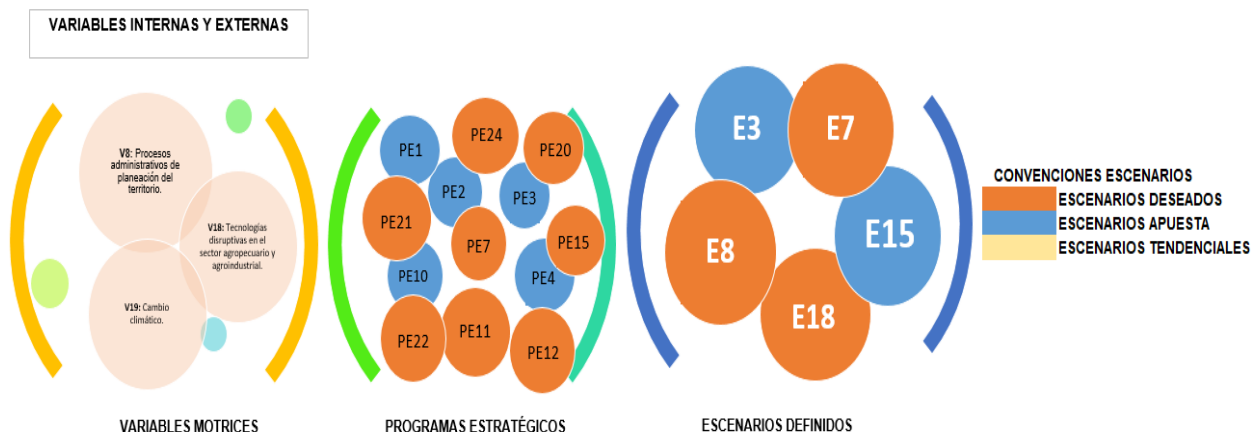 VARIABLES INTERNAS Y EXTERNAS
V8: Procesos
administrativos de
planeación del
territorio.
V18: Tecnologías
disruptivas en el
sector agropecuario y
agroindustrial.
V19: Cambio
climático.
VARIABLES MOTRICES
PE1
PE24
PE20
PE2
PE3
PE21
PE7
PE15
PE10
PE4
PE22
PE11
PE12
PROGRAMAS ESTRATÉGICOS
E3
E7
E8
E15
E18
ESCENARIOS DEFINIDOS
CONVENCIONES ESCENARIOS
ESCENARIOS DESEADOS
ESCENARIOS APUESTA
ESCENARIOS TENDENCIALES